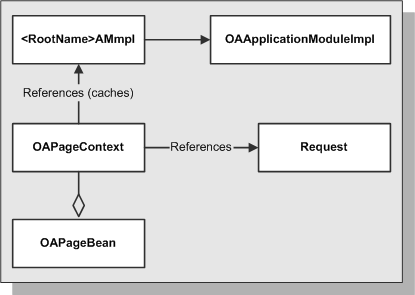 <RootName>AMmpl
OAApplicationModuleImpl
References (caches)
OAPageContext
References
Request
OAPageBean